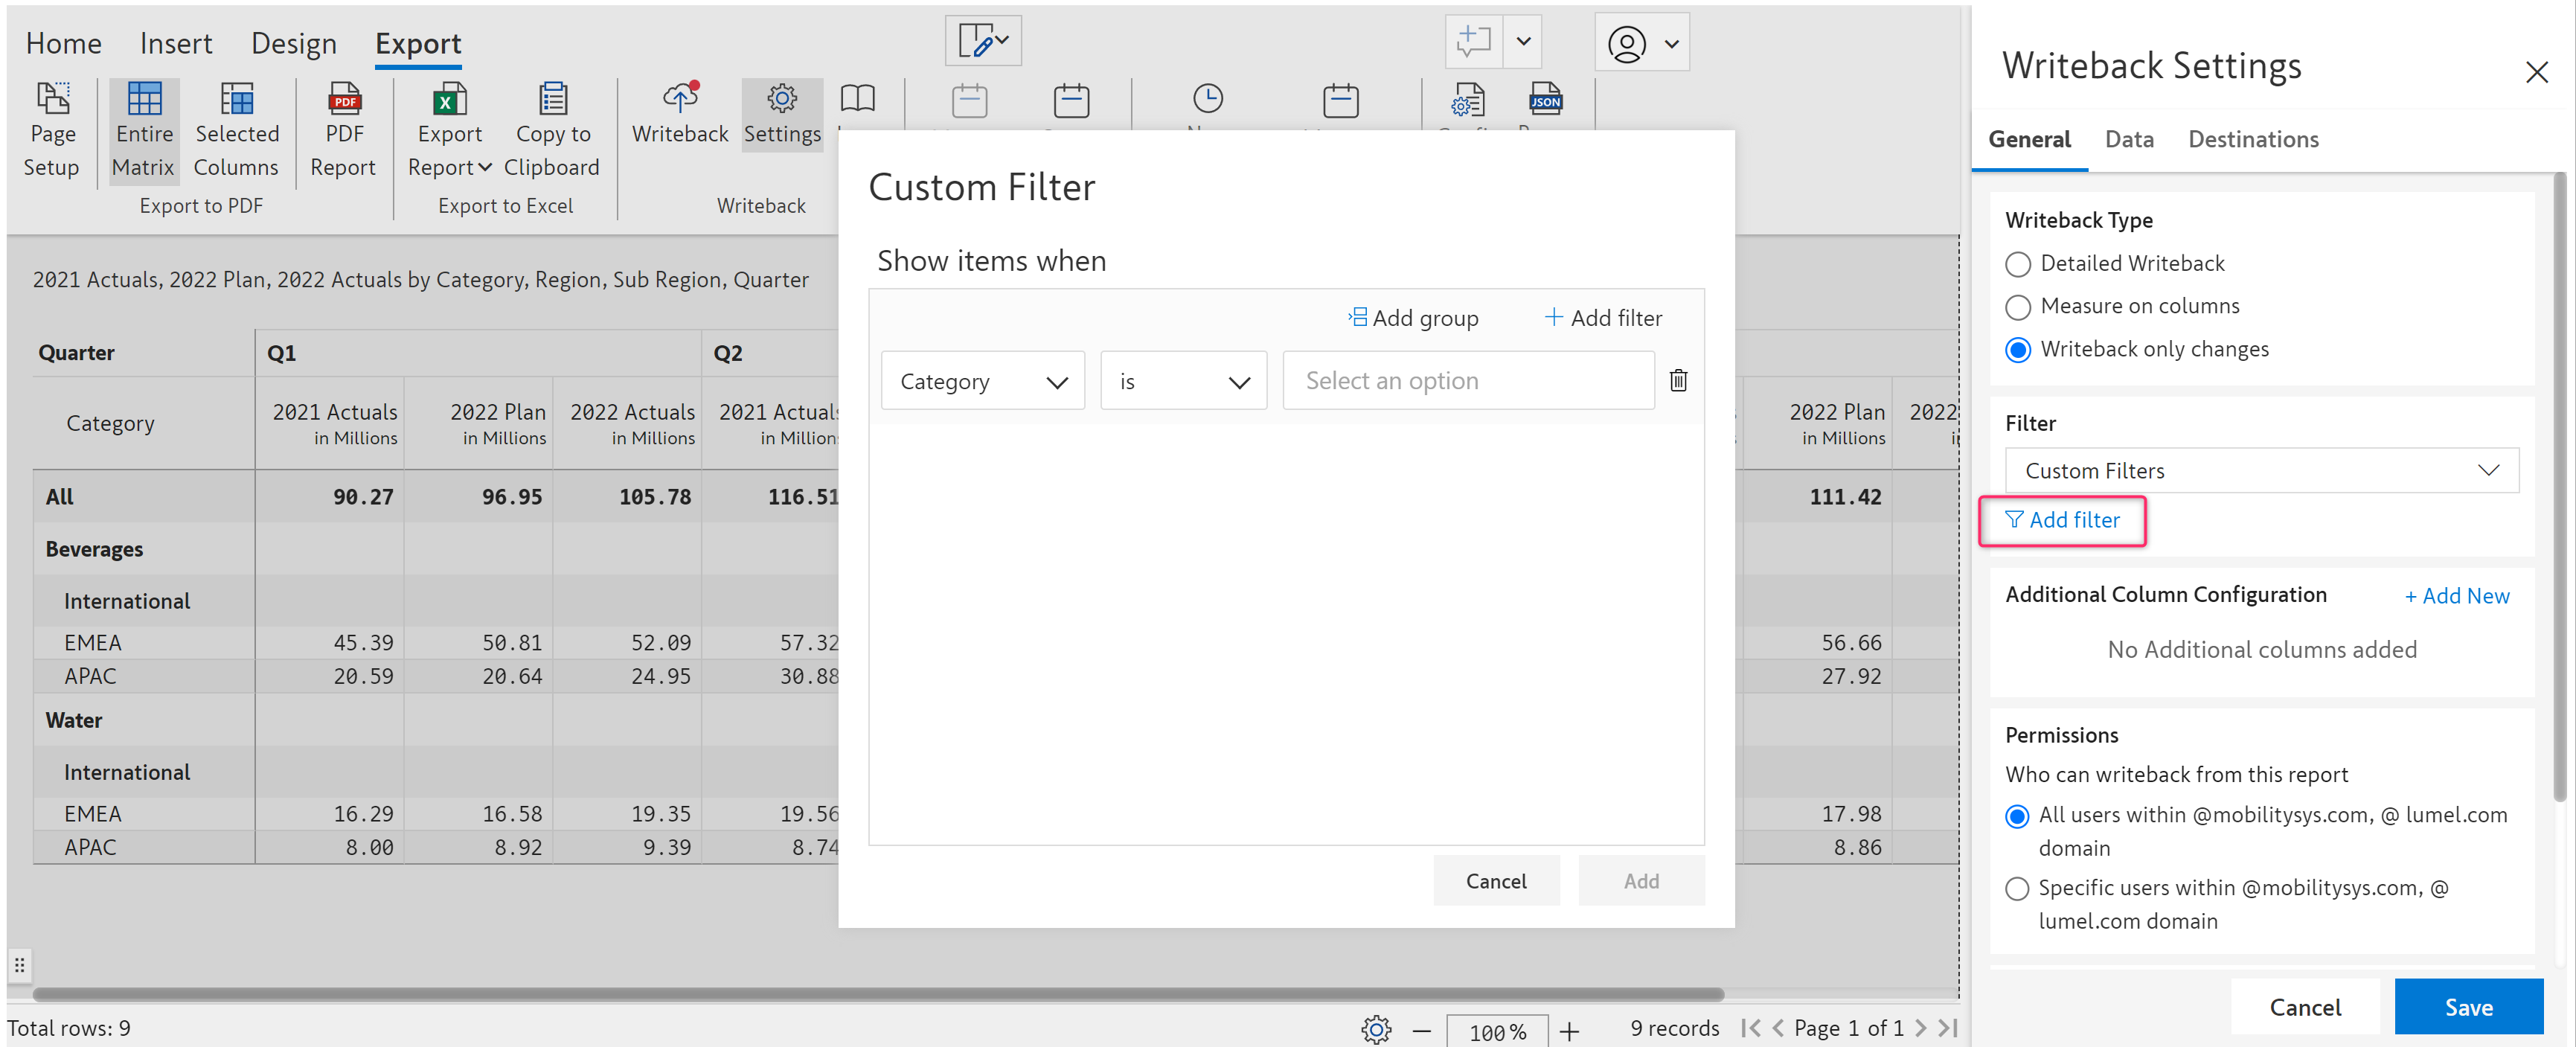 Home Insert Design Export
Page Setup
Entire Matrix
Selected Columns
PDF Report
Export Report
Copy to Clipboard
Writeback
Settings
PDF
X
JSON
Export to PDF
Export to Excel
Writeback
2021 Actuals, 2022 Plan, 2022 Actuals by Category, Region, Sub Region, Quarter
Quarter Q1 Q2
Category 2021 Actuals 2022 Plan 2022 Actuals 2021 Actuals 2022 Plan 2022
in Millions in Millions in Millions in Millions in Millions
All 90.27 96.95 105.78 116.51 111.42
Beverages
International
EMEA 45.39 50.81 52.09 57.32 56.66
APAC 20.59 20.64 24.95 30.88 27.92
Water
International
EMEA 16.29 16.58 19.35 19.56 17.98
APAC 8.00 8.92 9.39 8.74 8.86
Total rows: 9
100 %
9 records
Page 1 of 1
Custom Filter
Show items when
Add group
Add filter
Category
is
Select an option
Cancel
Add
Writeback Settings
General Data Destinations
Writeback Type
Detailed Writeback
Measure on columns
Writeback only changes
Filter
Custom Filters
Add filter
Additional Column Configuration
+ Add New
No Additional columns added
Permissions
Who can writeback from this report
All users within @mobilitysys.com, @ lumel.com
domain
Specific users within @mobilitysys.com, @
lumel.com domain
Cancel
Save